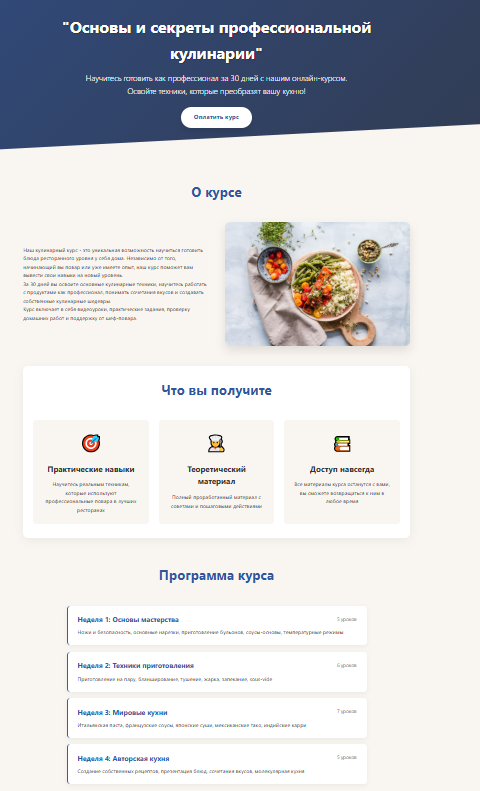 "Основы и секреты профессиональной
кулинарии"
Научитесь готовить как профессионал за 30 дней с нашим онлайн-курсом.
Освойте техники, которые преобразят вашу кухню!
Оплатить курс
О курсе
Наш кулинарный курс - это уникальная возможность научиться готовить
блюда ресторанного уровня у себя дома. Независимо от того,
начинающий вы повар или уже имеете опыт, наш курс поможет вам
вывести свои навыки на новый уровень.
За 30 дней вы освоите основные кулинарные техники, научитесь работать
с продуктами как профессионал, понимать сочетания вкусов и создавать
собственные кулинарные шедевры.
Курс включает в себя видеоуроки, практические задания, проверку
домашних работ и поддержку от шеф-повара.
Что вы получите
Практические навыки
Научитесь реальным техникам,
которые используют
профессиональные повара в лучших
ресторанах
Теоретический
материал
Полный проработанный материал с
советами и пошаговыми действиями
Доступ навсегда
Все материалы курса останутся с вами,
вы сможете возвращаться к ним в
любое время
Программа курса
Неделя 1: Основы мастерства
5 уроков
Ножи и безопасность, основные нарезки, приготовление бульонов, соусы-основы, температурные режимы
Неделя 2: Техники приготовления
6 уроков
Приготовление на пару, бланширование, тушение, жарка, запекание, sous-vide
Неделя 3: Мировые кухни
7 уроков
Итальянская паста, французские соусы, японские суши, мексиканские тако, индийские карри
Неделя 4: Авторская кухня
5 уроков
Создание собственных рецептов, презентация блюд, сочетания вкусов, молекулярная кухня